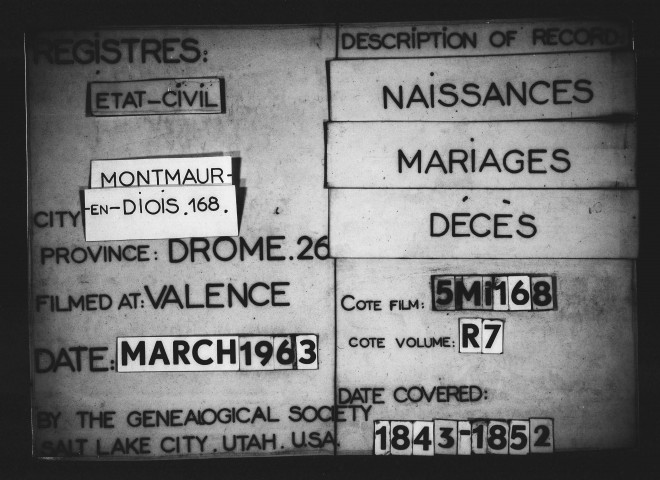 REGISTRES:
ETAT-CIVIL
MONTMAUR-
CITY -EN-DIOIS.168.
PROVINCE: DROME.26
FILMED AT: VALENCE
DATE: MARCH 1963
BY THE GENEALOGICAL SOCIETY
SALT LAKE CITY. UTAH. U.S.A.
DESCRIPTION OF RECORD
NAISSANCES
MARIAGES
DÉCÈS
COTE FILM: 5Mi168
COTE VOLUME: R7
DATE COVERED:
1843-1852